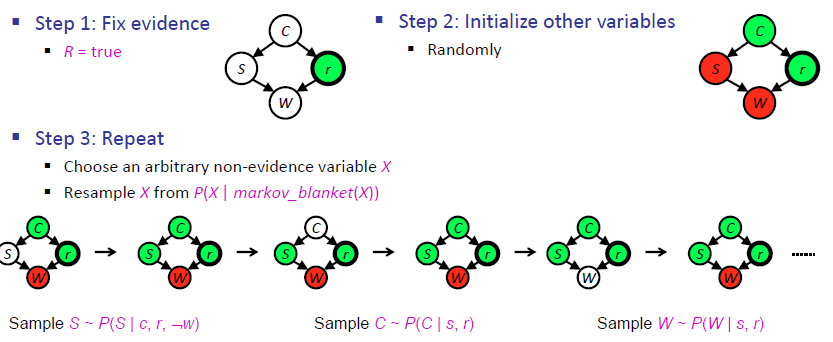 Step 1: Fix evidence
R = true
C
S
r
W
Step 2: Initialize other variables
Randomly
C
S
r
W
Step 3: Repeat
Choose an arbitrary non-evidence variable X
Resample X from P(X | markov_blanket(X))
C
S
r
W
C
S
r
W
C
S
r
W
C
S
r
W
C
S
r
W
C
S
r
W
......
Sample S ~ P(S | c, r, ¬w)
Sample C ~ P(C | s, r)
Sample W ~ P(W | s, r)